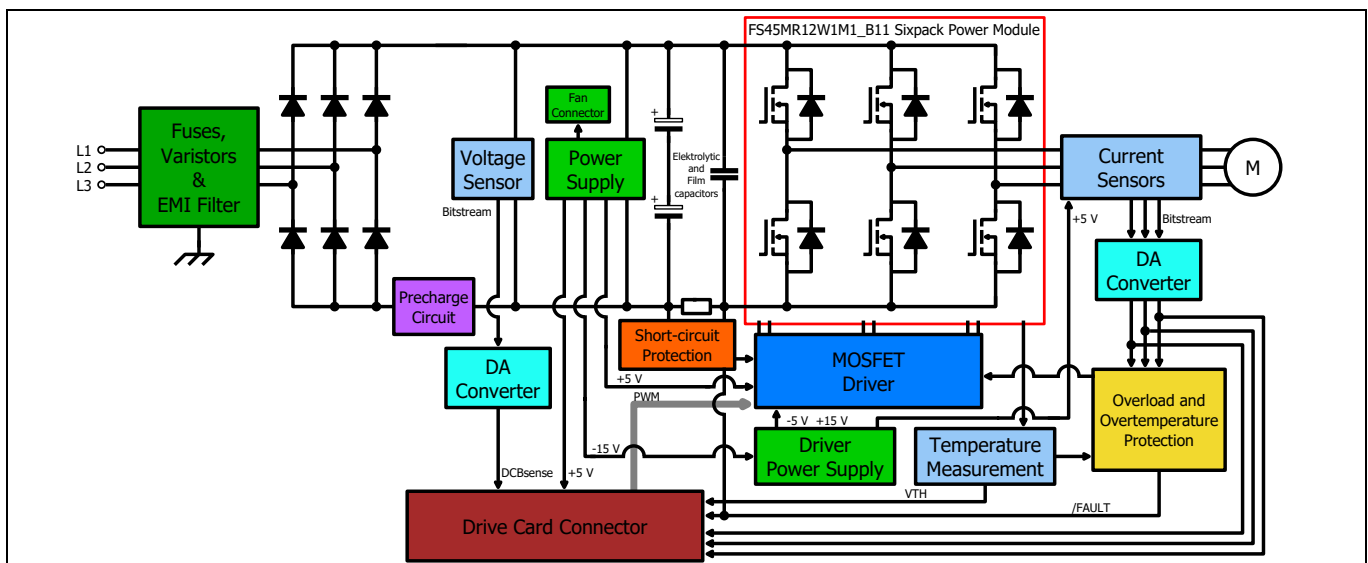 FS45MR12W1M1_B11 Sixpack Power Module
Fuses,
Varistors
&
EMI Filter
L1
L2
L3
Fan
Connector
Voltage
Sensor
Power
Supply
+
+
Elektrolytic
and
Film
capacitors
Current
Sensors
M
Bitstream
+5 V
Bitstream
DA
Converter
Precharge
Circuit
Short-circuit
Protection
MOSFET
Driver
DA
Converter
+5 V
PWM
Overload and
Overtemperature
Protection
-5 V
+15 V
-15 V
Driver
Power Supply
Temperature
Measurement
DCBsense
+5 V
VTH
/FAULT
Drive Card Connector